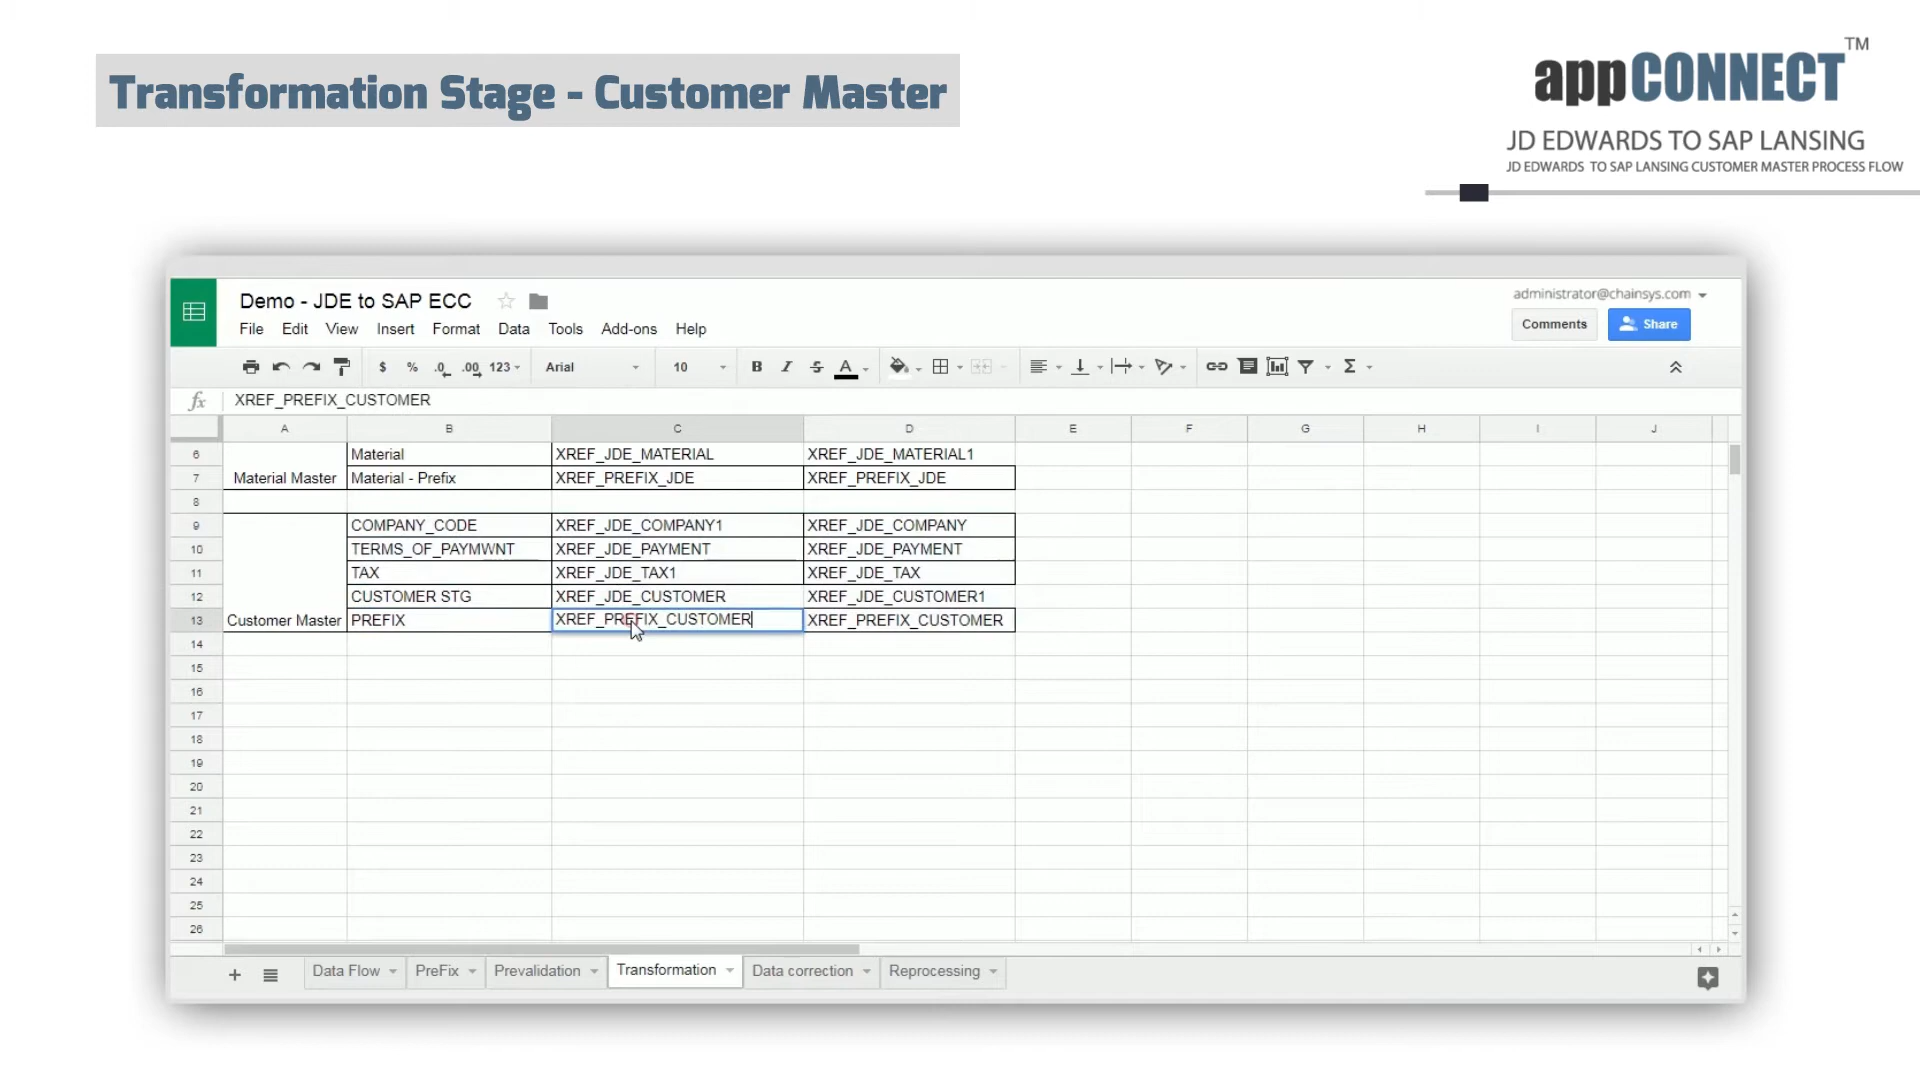 Transformation Stage - Customer Master
appCONNECT™
JD EDWARDS TO SAP LANSING
JD EDWARDS TO SAP LANSING CUSTOMER MASTER PROCESS FLOW
Demo - JDE to SAP ECC
administrator@chainsys.com
File Edit View Insert Format Data Tools Add-ons Help
Comments Share
$ % .0 .00 123 Arial 10 B I S A Σ
fx XREF_PREFIX_CUSTOMER
A B C D E F G H I J
6 Material XREF_JDE_MATERIAL XREF_JDE_MATERIAL1
7 Material Master Material - Prefix XREF_PREFIX_JDE XREF_PREFIX_JDE
8
9 COMPANY_CODE XREF_JDE_COMPANY1 XREF_JDE_COMPANY
10 TERMS_OF_PAYMWNT XREF_JDE_PAYMENT XREF_JDE_PAYMENT
11 TAX XREF_JDE_TAX1 XREF_JDE_TAX
12 CUSTOMER STG XREF_JDE_CUSTOMER XREF_JDE_CUSTOMER1
13 Customer Master PREFIX XREF_PREFIX_CUSTOMER XREF_PREFIX_CUSTOMER
14
15
16
17
18
19
20
21
22
23
24
25
26
+ Data Flow PreFix Prevalidation Transformation Data correction Reprocessing